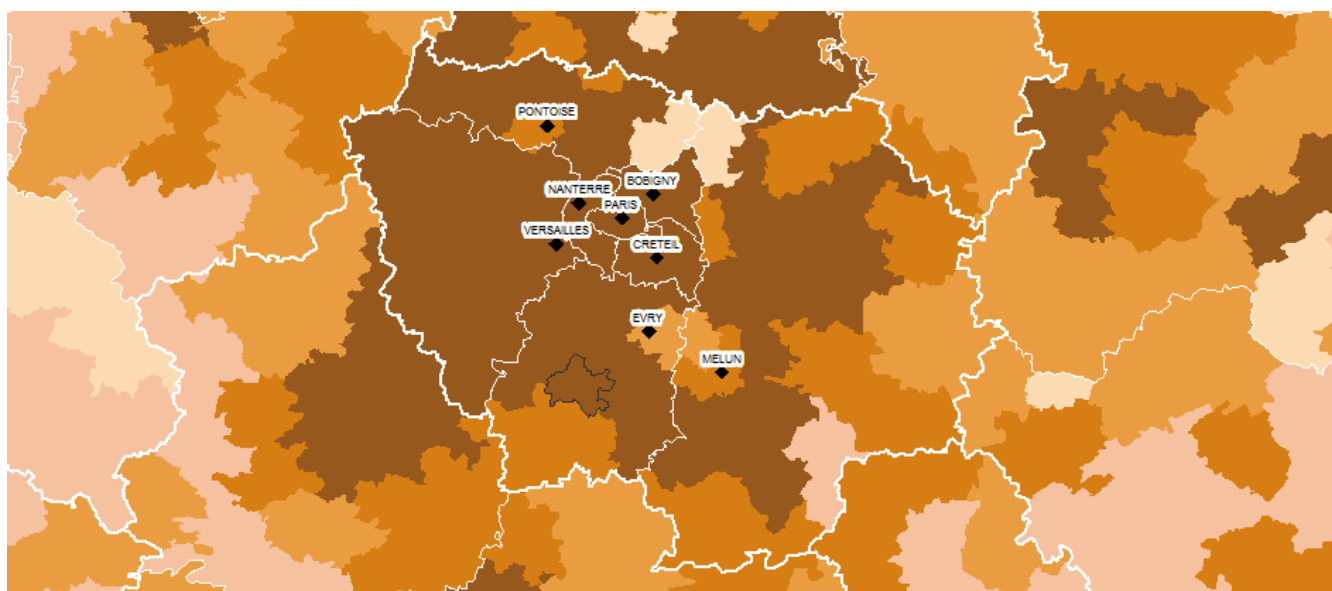 PONTOISE
BOBIGNY
NANTERRE
PARIS
VERSAILLES
CRETEIL
EVRY
MELUN